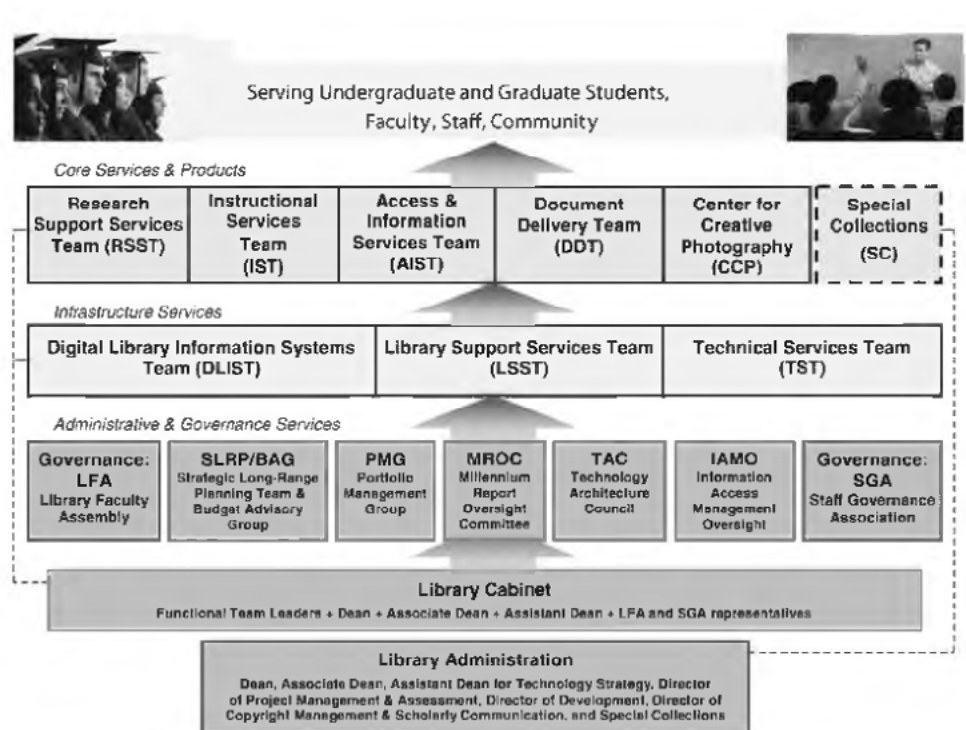 Serving Undergraduate and Graduate Students,
Faculty, Staff, Community
Core Services & Products
Research
Support Services
Team (RSST)
Instructional
Services
Team
(IST)
Access &
Information
Services Team
(AIST)
Document
Delivery Team
(DDT)
Center for
Creative
Photography
(CCP)
Special
Collections
(SC)
Infrastructure Services
Digital Library Information Systems
Team (DLIST)
Library Support Services Team
(LSST)
Technical Services Team
(TST)
Administrative & Governance Services
Governance:
LFA
Library Faculty
Assembly
SLRP/BAG
Strategic Long-Range
Planning Team &
Budget Advisory
Group
PMG
Portfolio
Management
Group
MROC
Millennium
Report
Oversight
Committee
TAC
Technology
Architecture
Council
IAMO
Information
Access
Management
Oversight
Governance:
SGA
Staff Governance
Association
Library Cabinet
Functional Team Leaders + Dean + Associate Dean + Assistant Dean + LFA and SGA representatives
Library Administration
Dean, Associate Dean, Assistant Dean for Technology Strategy, Director
of Project Management & Assessment, Director of Development, Director of
Copyright Management & Scholarly Communication, and Special Collections